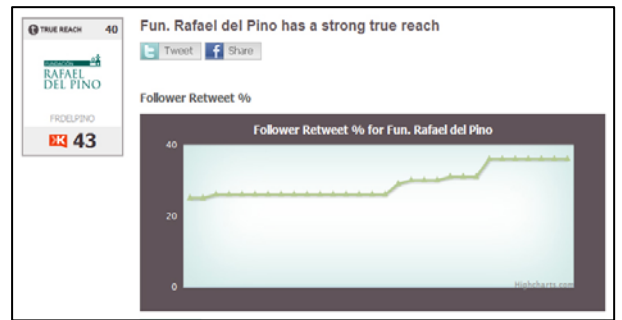 TRUE REACH 40
FUNDACIÓN
RAFAEL
DEL PINO
FRDELPINO
K 43
Fun. Rafael del Pino has a strong true reach
Tweet Share
Follower Retweet %
Follower Retweet % for Fun. Rafael del Pino
40
20
0
Highcharts.com